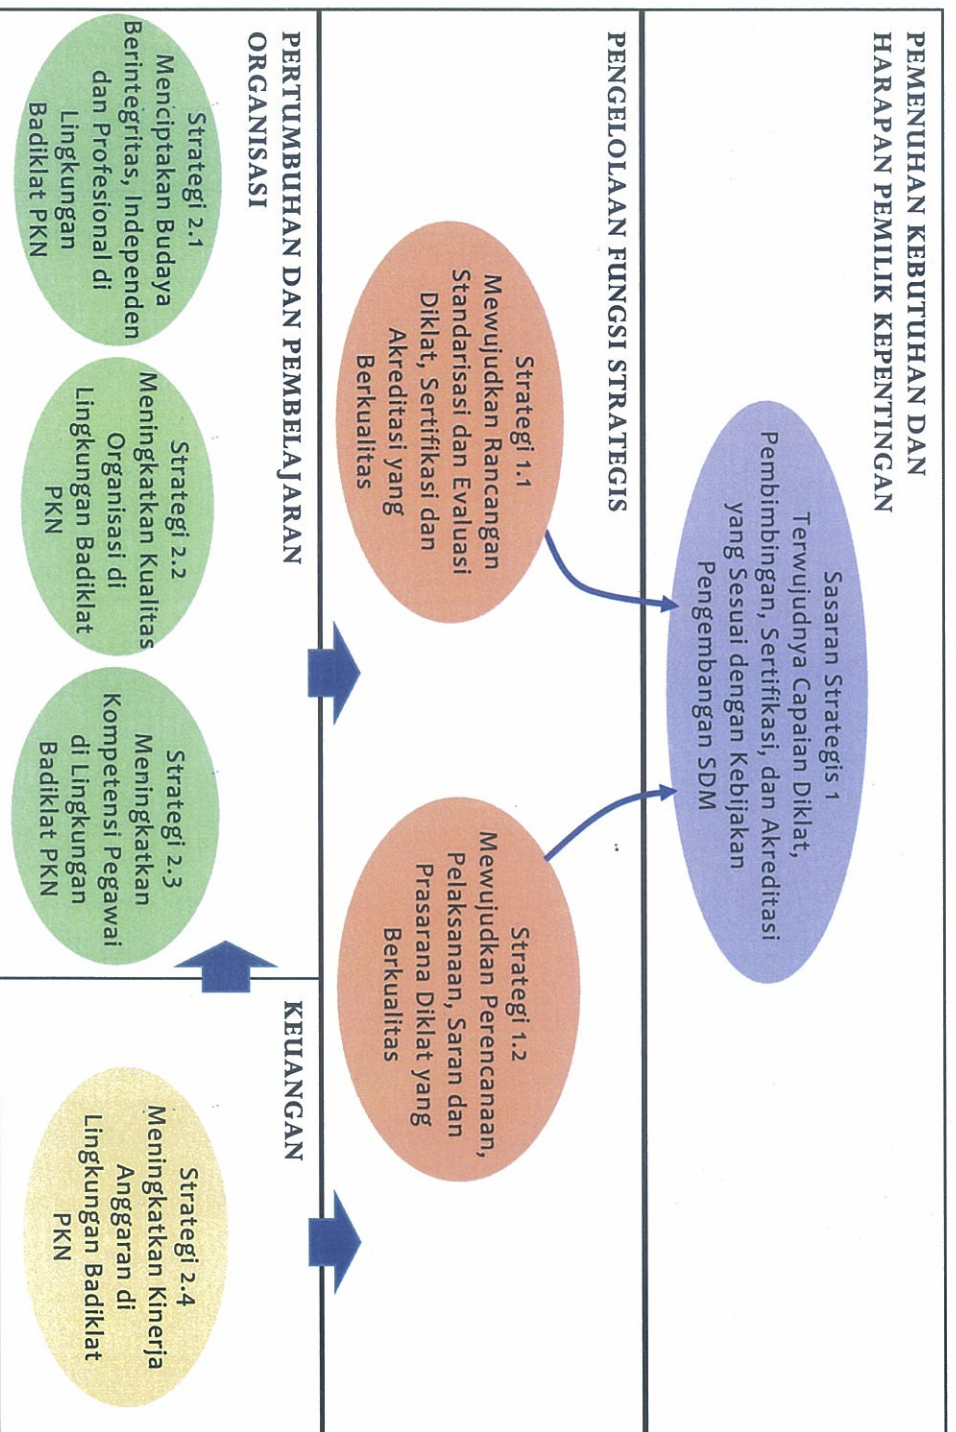 PEMENUHAN KEBUTUHAN DAN
HARAPAN PEMILIK KEPENTINGAN
Sasaran Strategis 1
Terwujudnya Capaian Diklat,
Pembimbingan, Sertifikasi, dan Akreditasi
yang Sesuai dengan Kebijakan
Pengembangan SDM
PENGELOLAAN FUNGSI STRATEGIS
Strategi 1.1
Mewujudkan Rancangan
Standarisasi dan Evaluasi
Diklat, Sertifikasi dan
Akreditasi yang
Berkualitas
Strategi 1.2
Mewujudkan Perencanaan,
Pelaksanaan, Saran dan
Prasarana Diklat yang
Berkualitas
PERTUMBUHAN DAN PEMBELAJARAN
ORGANISASI
Strategi 2.1
Menciptakan Budaya
Berintegritas, Independen
dan Profesional di
Lingkungan
Badiklat PKN
Strategi 2.2
Meningkatkan Kualitas
Organisasi di
Lingkungan Badiklat
PKN
Strategi 2.3
Meningkatkan
Kompetensi Pegawai
di Lingkungan
Badiklat PKN
KEUANGAN
Strategi 2.4
Meningkatkan Kinerja
Anggaran di
Lingkungan Badiklat
PKN